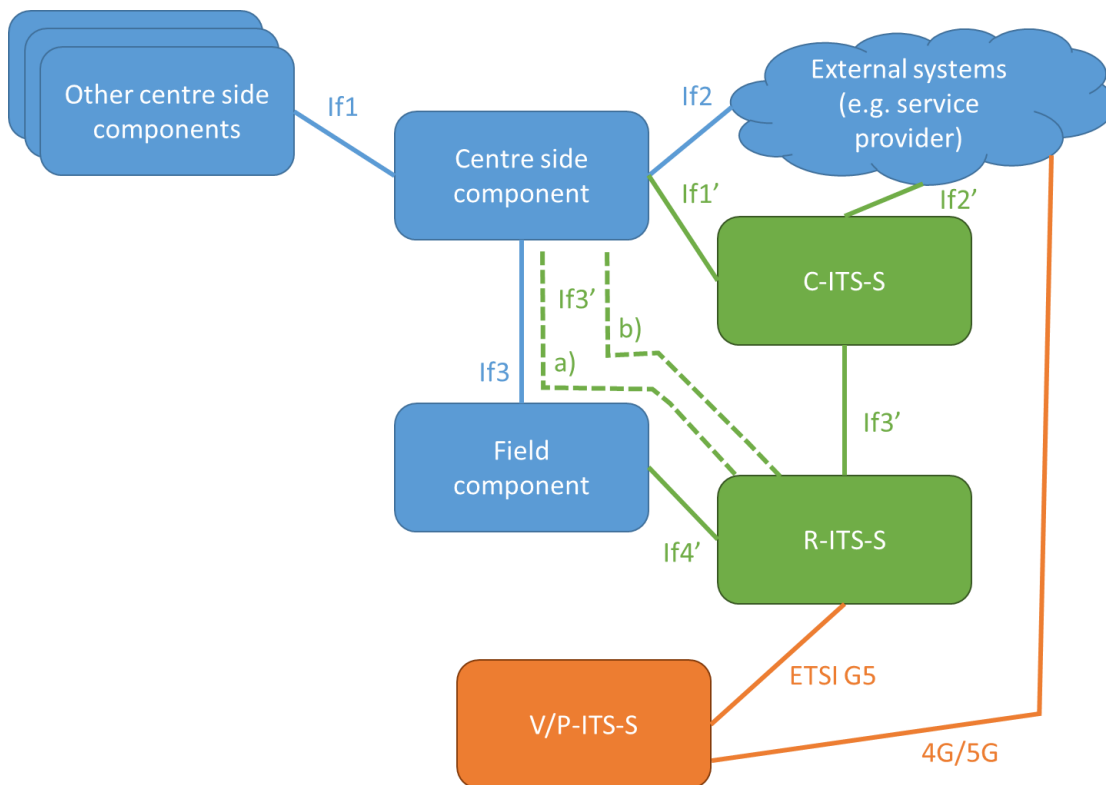 Other centre side
components
If1
Centre side
component
If2
External systems
(e.g. service
provider)
If1’
If2’
C-ITS-S
If3’
b)
a)
If3
If3’
Field
component
If4’
R-ITS-S
ETSI G5
V/P-ITS-S
4G/5G